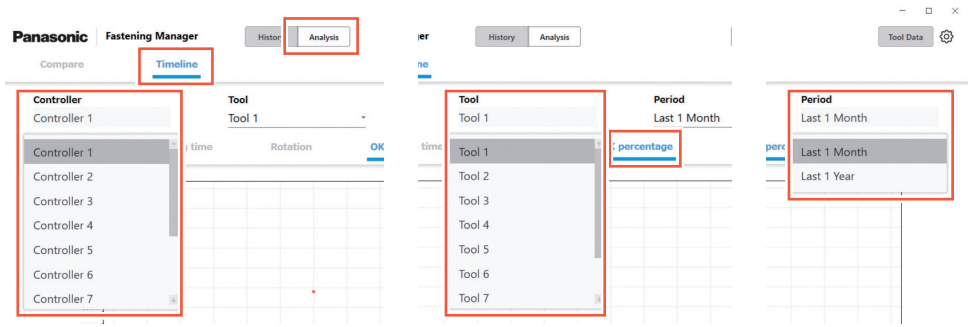 Panasonic Fastening Manager Histor Analysis
Compare Timeline
Controller Tool
Controller 1 Tool 1
Controller 1
Controller 2
Controller 3
Controller 4
Controller 5
Controller 6
Controller 7
time Rotation OK
ger History Analysis
ne
Tool Period
Tool 1 Last 1 Month
Tool 1
Tool 2
Tool 3
Tool 4
Tool 5
Tool 6
Tool 7
time percentage
Tool Data
Period
Last 1 Month
Last 1 Month
Last 1 Year
perc